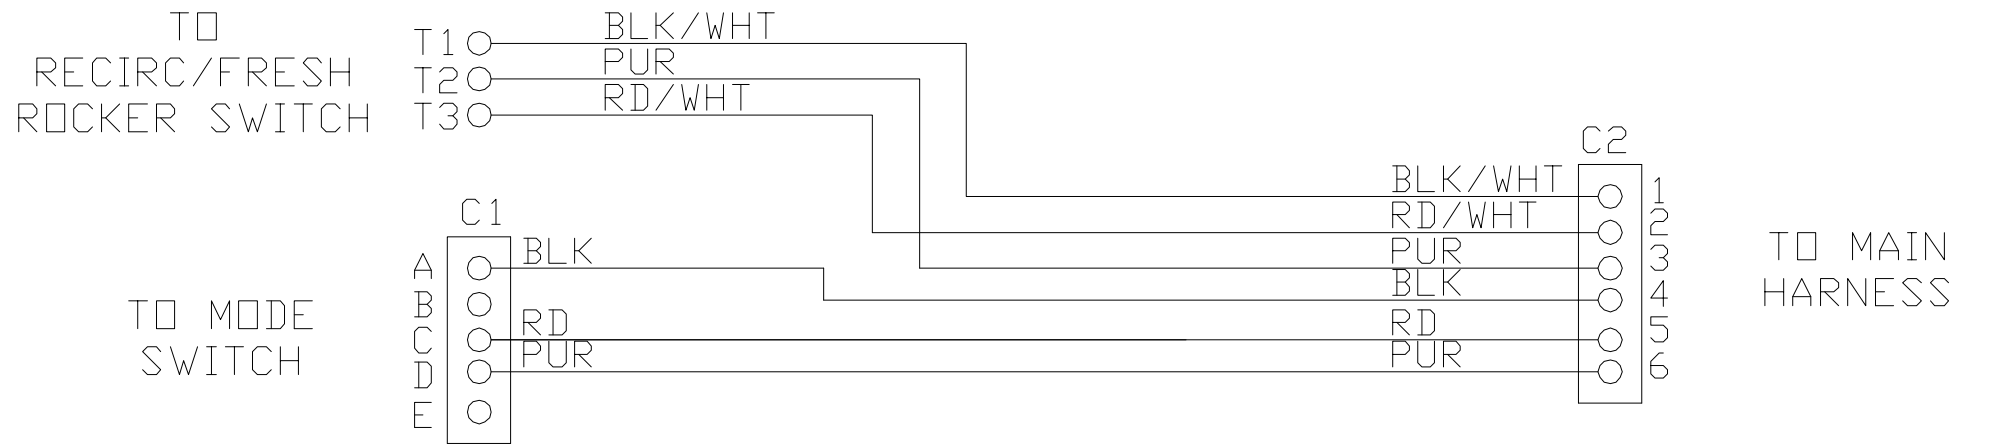 TO
RECIRC/FRESH
ROCKER SWITCH
T1
T2
T3
BLK/WHT
PUR
RD/WHT
C1
A
B
C
D
E
BLK
RD
PUR
TO MODE
SWITCH
C2
BLK/WHT
RD/WHT
PUR
BLK
RD
PUR
1
2
3
4
5
6
TO MAIN
HARNESS